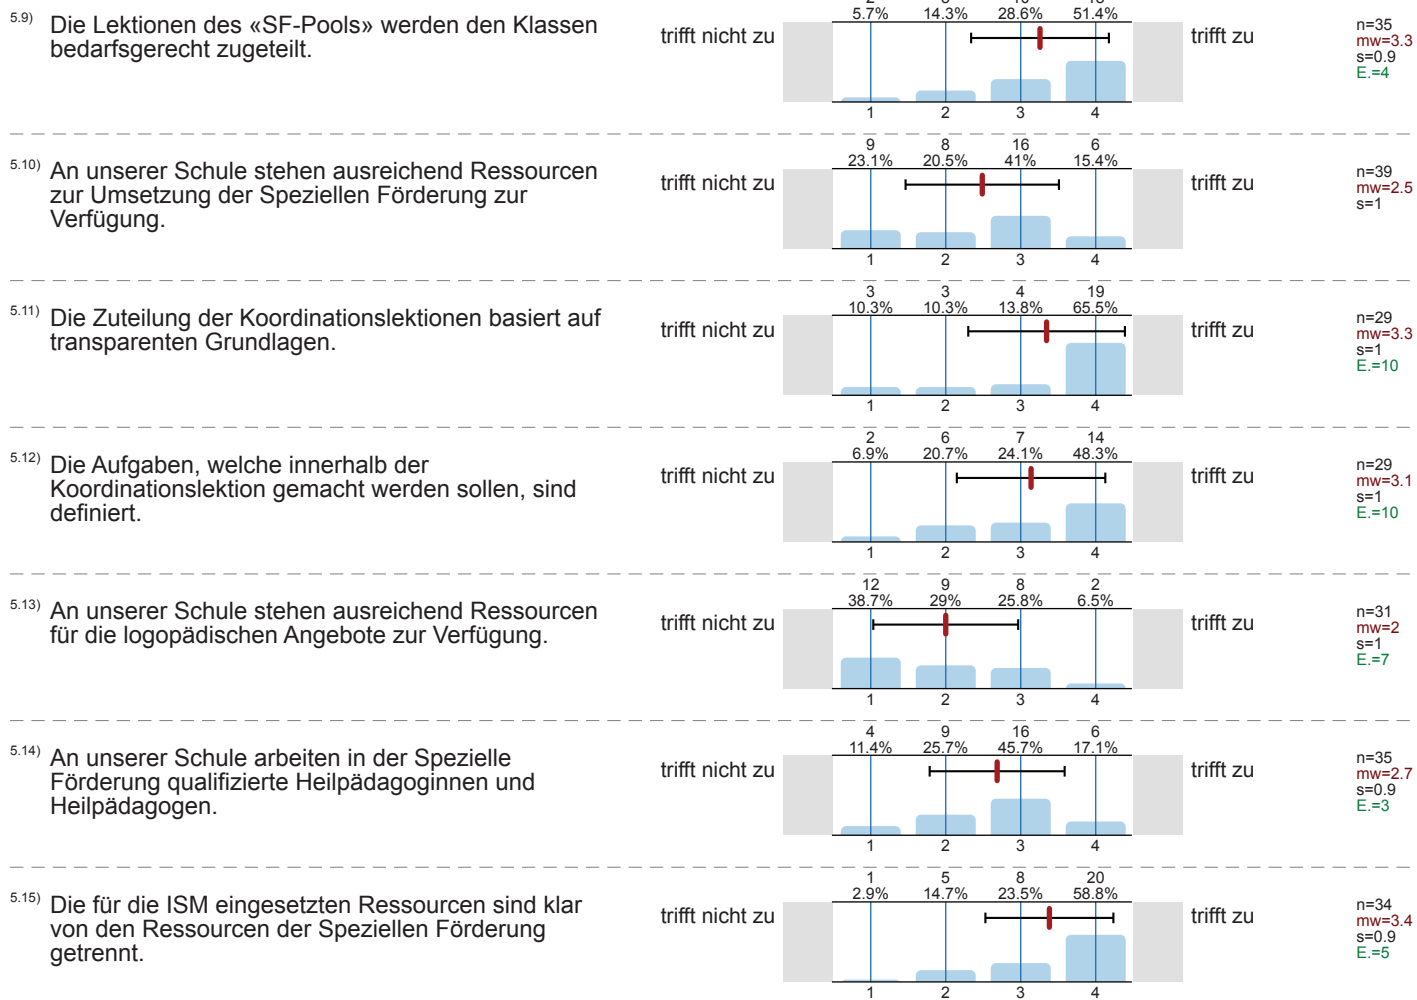 5.9) Die Lektionen des «SF-Pools» werden den Klassen
bedarfsgerecht zugeteilt.
trifft nicht zu
5.7% 14.3% 28.6% 51.4%
1 2 3 4
trifft zu
n=35
mw=3.3
s=0.9
E.=4
5.10) An unserer Schule stehen ausreichend Ressourcen
zur Umsetzung der Speziellen Förderung zur
Verfügung.
trifft nicht zu
9 8 16 6
23.1% 20.5% 41% 15.4%
1 2 3 4
trifft zu
n=39
mw=2.5
s=1
5.11) Die Zuteilung der Koordinationslektionen basiert auf
transparenten Grundlagen.
trifft nicht zu
3 3 4 19
10.3% 10.3% 13.8% 65.5%
1 2 3 4
trifft zu
n=29
mw=3.3
s=1
E.=10
5.12) Die Aufgaben, welche innerhalb der
Koordinationslektion gemacht werden sollen, sind
definiert.
trifft nicht zu
2 6 7 14
6.9% 20.7% 24.1% 48.3%
1 2 3 4
trifft zu
n=29
mw=3.1
s=1
E.=10
5.13) An unserer Schule stehen ausreichend Ressourcen
für die logopädischen Angebote zur Verfügung.
trifft nicht zu
12 9 8 2
38.7% 29% 25.8% 6.5%
1 2 3 4
trifft zu
n=31
mw=2
s=1
E.=7
5.14) An unserer Schule arbeiten in der Spezielle
Förderung qualifizierte Heilpädagoginnen und
Heilpädagogen.
trifft nicht zu
4 9 16 6
11.4% 25.7% 45.7% 17.1%
1 2 3 4
trifft zu
n=35
mw=2.7
s=0.9
E.=3
5.15) Die für die ISM eingesetzten Ressourcen sind klar
von den Ressourcen der Speziellen Förderung
getrennt.
trifft nicht zu
1 5 8 20
2.9% 14.7% 23.5% 58.8%
1 2 3 4
trifft zu
n=34
mw=3.4
s=0.9
E.=5